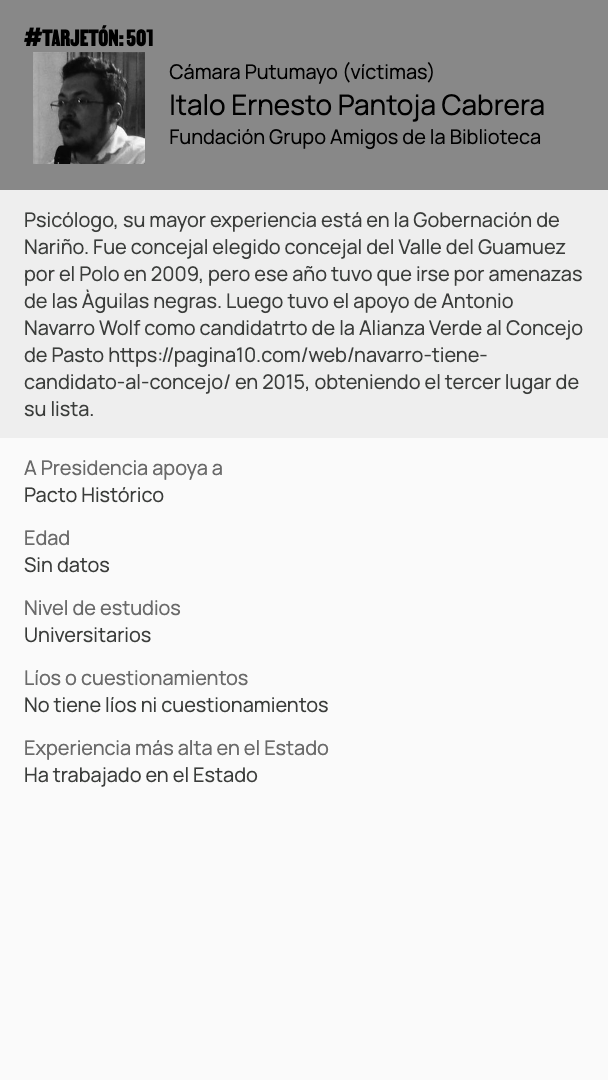 #TARJETÓN: 501
Cámara Putumayo (víctimas)
Italo Ernesto Pantoja Cabrera
Fundación Grupo Amigos de la Biblioteca
Psicólogo, su mayor experiencia está en la Gobernación de
Nariño. Fue concejal elegido concejal del Valle del Guamuez
por el Polo en 2009, pero ese año tuvo que irse por amenazas
de las Àguilas negras. Luego tuvo el apoyo de Antonio
Navarro Wolf como candidatrto de la Alianza Verde al Concejo
de Pasto https://pagina10.com/web/navarro-tiene-
candidato-al-concejo/ en 2015, obteniendo el tercer lugar de
su lista.
A Presidencia apoya a
Pacto Histórico
Edad
Sin datos
Nivel de estudios
Universitarios
Líos o cuestionamientos
No tiene líos ni cuestionamientos
Experiencia más alta en el Estado
Ha trabajado en el Estado